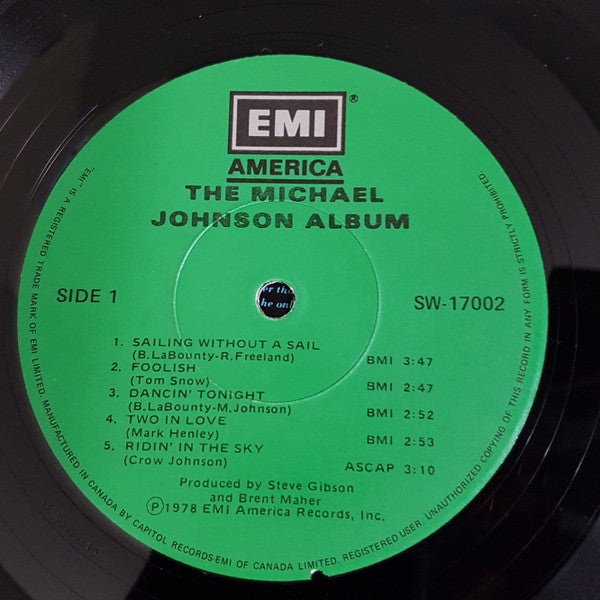 EMI®
AMERICA
THE MICHAEL
JOHNSON ALBUM
SIDE 1
SW-17002
er the
he onl
1. SAILING WITHOUT A SAIL
(B.LaBounty-R.Freeland) BMI 3:47
2. FOOLISH
(Tom Snow) BMI 2:47
3. DANCIN' TONIGHT
(B.LaBounty-M.Johnson) BMI 2:52
4. TWO IN LOVE
(Mark Henley) BMI 2:53
5. RIDIN' IN THE SKY
(Crow Johnson) ASCAP 3:10
Produced by Steve Gibson
and Brent Maher
Ⓟ1978 EMI America Records, Inc.
"EMI" IS A REGISTERED TRADE MARK OF EMI LIMITED. MANUFACTURED IN CANADA BY CAPITOL RECORDS-EMI OF CANADA LIMITED. REGISTERED USER. UNAUTHORIZED COPYING OF THIS RECORD IN ANY FORM IS STRICTLY PROHIBITED.